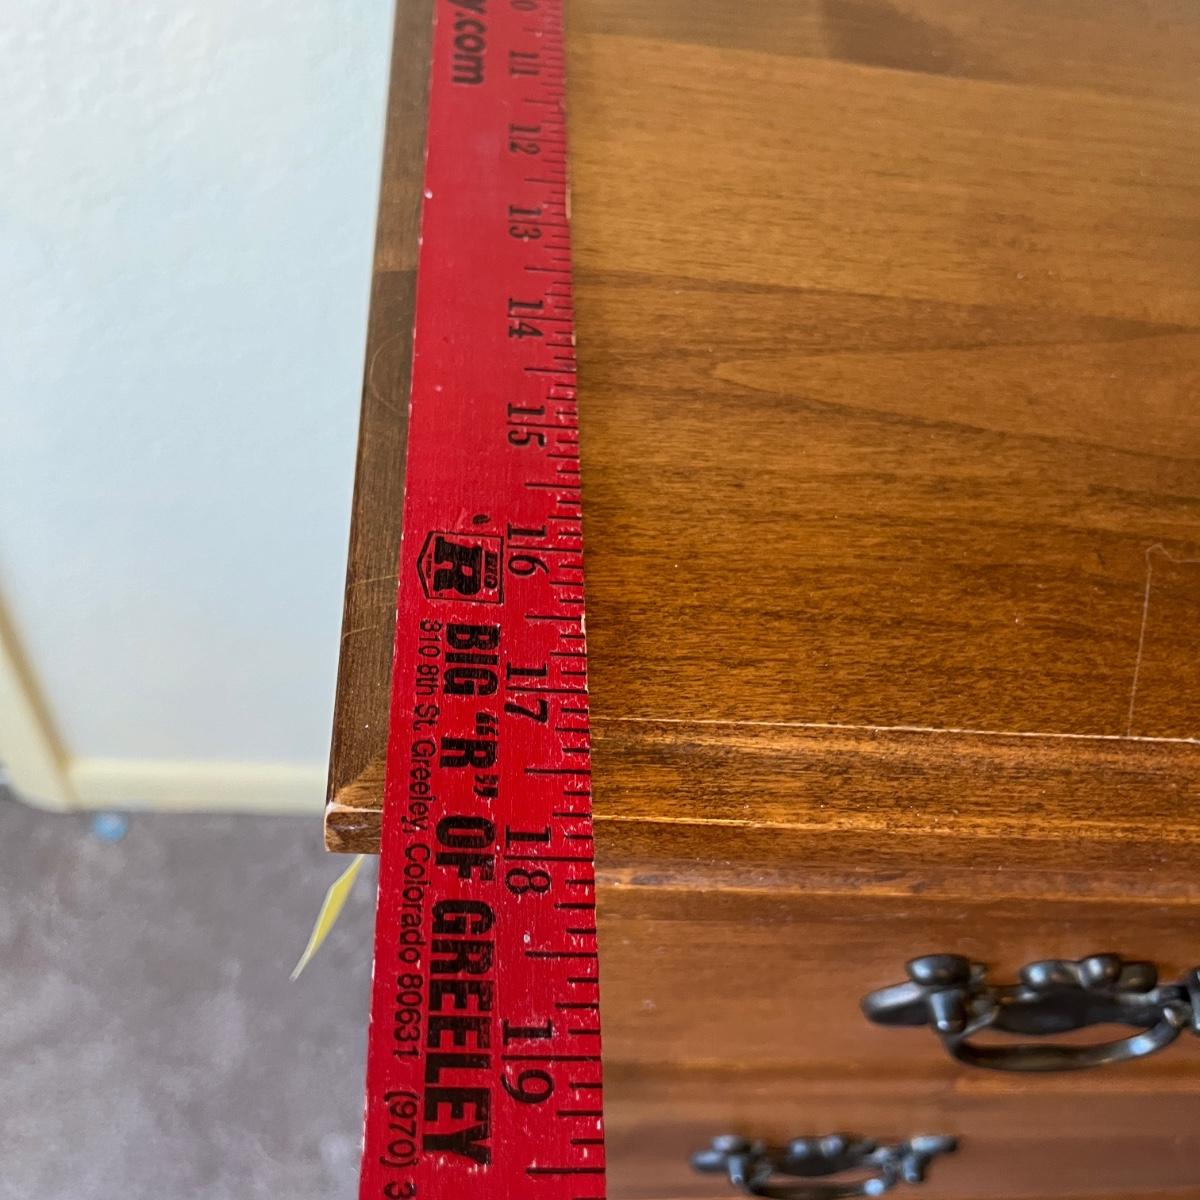 y.com
11
12
13
14
15
16
17
18
19
R
BIG "R" OF GREELEY
310 8th St. Greeley, Colorado 80631 (970) 3